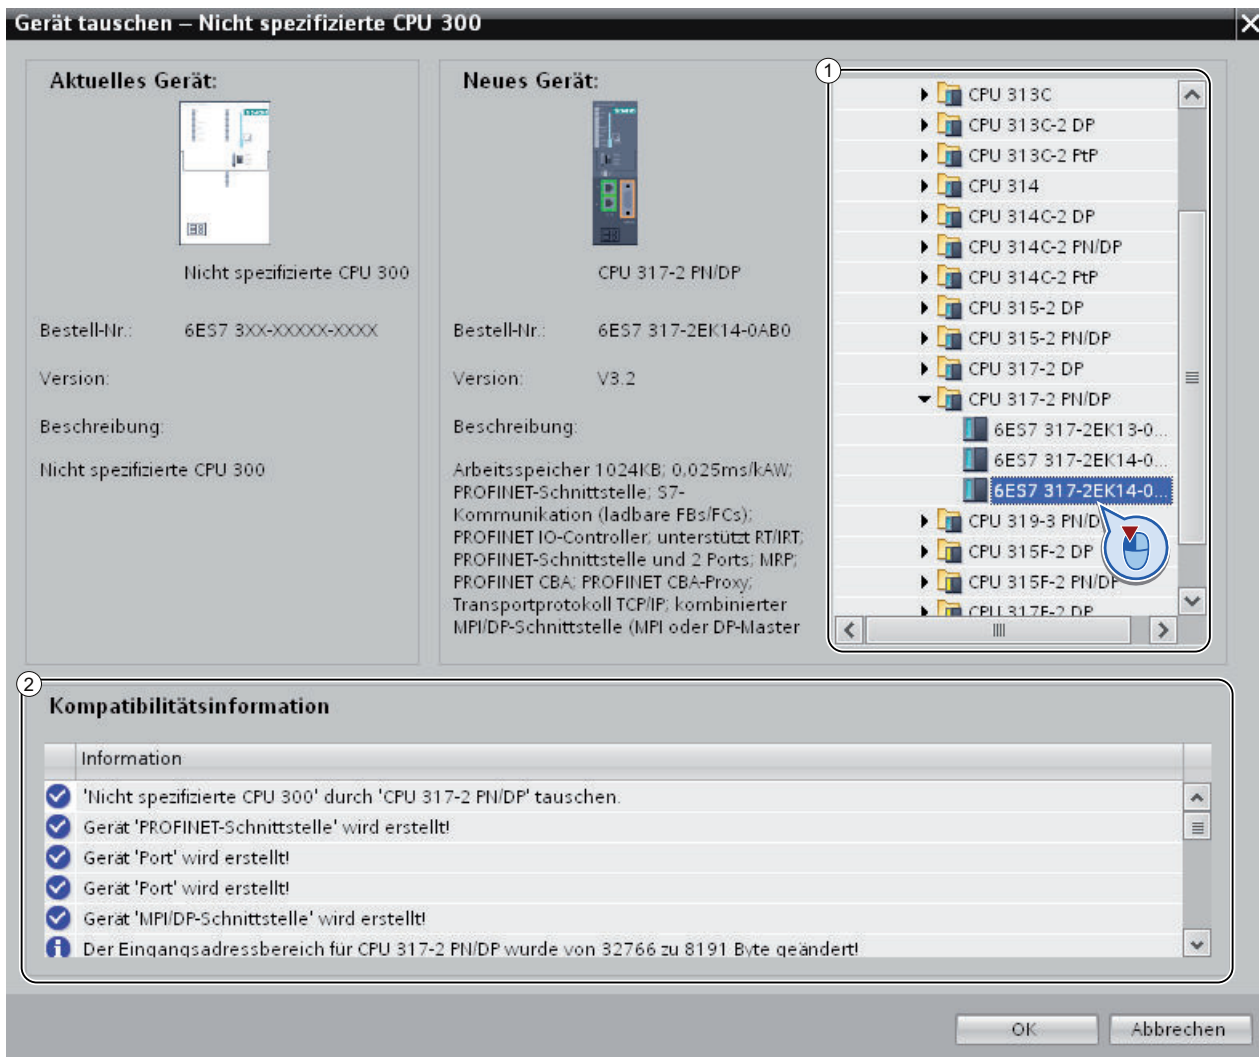 Gerät tauschen – Nicht spezifizierte CPU 300
Aktuelles Gerät:
Nicht spezifizierte CPU 300
Bestell-Nr.: 6ES7 3XX-XXXXX-XXXX
Version:
Beschreibung:
Nicht spezifizierte CPU 300
Neues Gerät:
CPU 317-2 PN/DP
Bestell-Nr.: 6ES7 317-2EK14-0AB0
Version: V3.2
Beschreibung:
Arbeitsspeicher 1024KB; 0,025ms/kAW;
PROFINET-Schnittstelle; S7-
Kommunikation (ladbare FBs/FCs);
PROFINET IO-Controller; unterstützt RT/IRT;
PROFINET-Schnittstelle und 2 Ports; MRP;
PROFINET CBA; PROFINET CBA-Proxy;
Transportprotokoll TCP/IP; kombinierter
MPI/DP-Schnittstelle (MPI oder DP-Master
1
CPU 313C
CPU 313C-2 DP
CPU 313C-2 PtP
CPU 314
CPU 314C-2 DP
CPU 314C-2 PN/DP
CPU 314C-2 PtP
CPU 315-2 DP
CPU 315-2 PN/DP
CPU 317-2 DP
CPU 317-2 PN/DP
6ES7 317-2EK13-0...
6ES7 317-2EK14-0...
6ES7 317-2EK14-0...
CPU 319-3 PN/D
CPU 315F-2 DP
CPU 315F-2 PN/DP
CPU 317F-2 DP
2
Kompatibilitätsinformation
Information
'Nicht spezifizierte CPU 300' durch 'CPU 317-2 PN/DP' tauschen.
Gerät 'PROFINET-Schnittstelle' wird erstellt!
Gerät 'Port' wird erstellt!
Gerät 'Port' wird erstellt!
Gerät 'MPI/DP-Schnittstelle' wird erstellt!
Der Eingangsadressbereich für CPU 317-2 PN/DP wurde von 32766 zu 8191 Byte geändert!
OK
Abbrechen